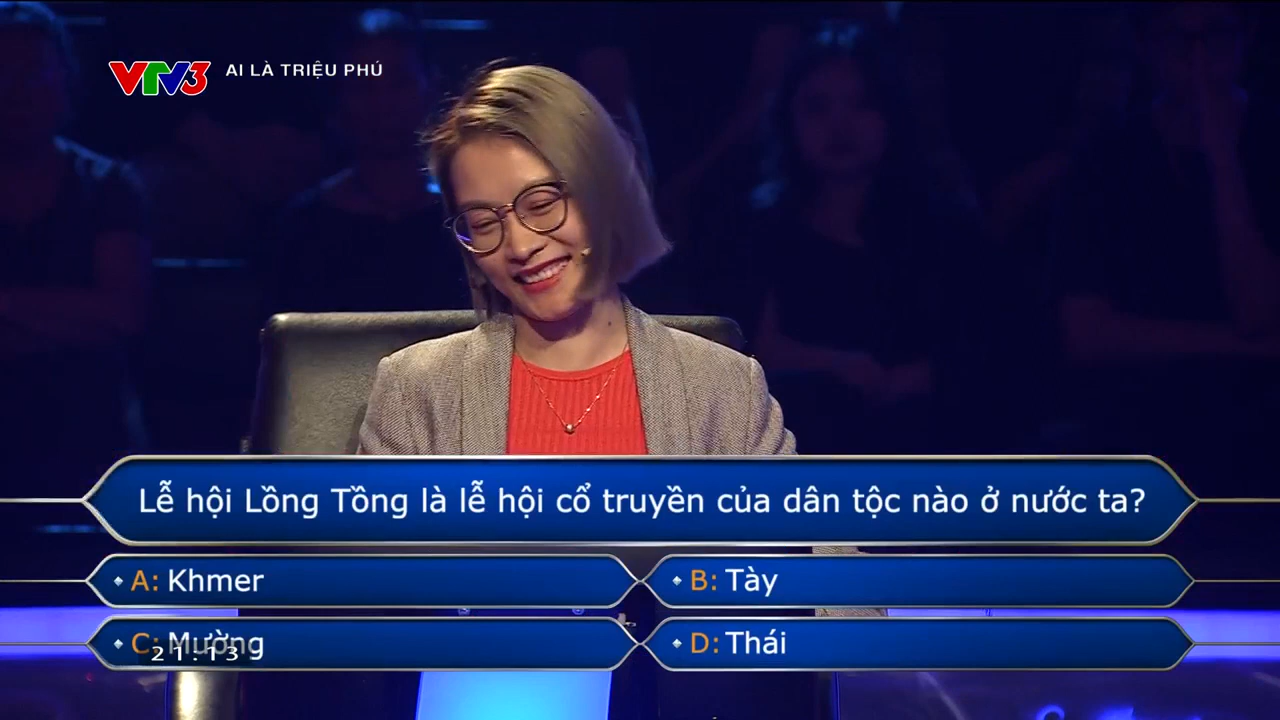 VTV3 AI LÀ TRIỆU PHÚ
Lễ hội Lồng Tồng là lễ hội cổ truyền của dân tộc nào ở nước ta?
A: Khmer
B: Tày
C: Mường
D: Thái
21:13